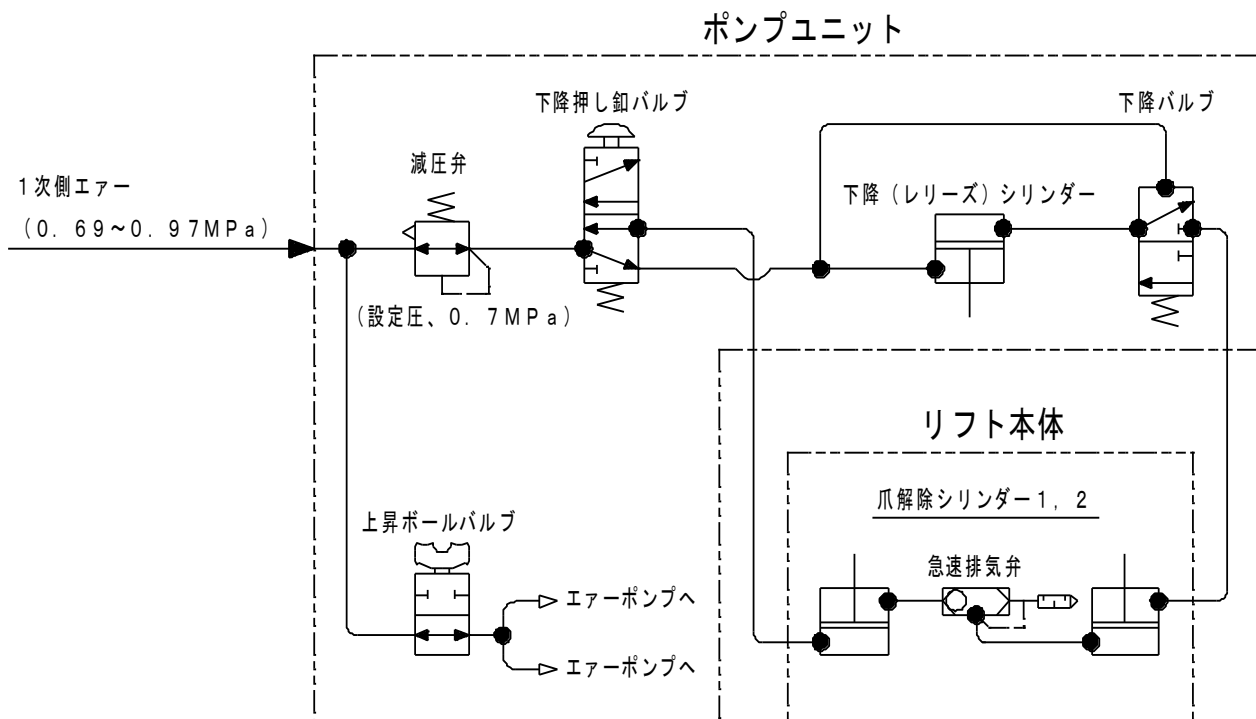 ポンプユニット
下降押し釦バルブ
下降バルブ
減圧弁
1次側エァー
(0.69~0.97MPa)
下降(レリーズ)シリンダー
(設定圧、0.7MPa)
リフト本体
爪解除シリンダー1,2
上昇ボールバルブ
急速排気弁
エァーポンプへ
エァーポンプへ